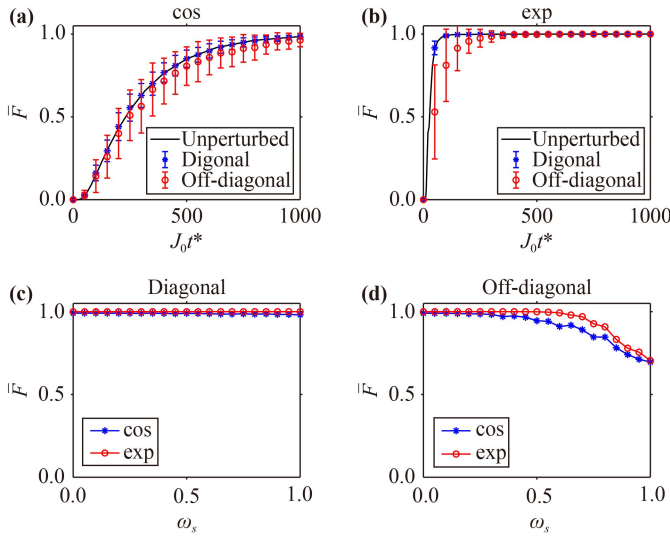 (a) cos
1.0
F̅
0.5
0.0
Unperturbed
Digonal
Off-diagonal
0 500 1000
J₀t*
(b) exp
1.0
F̅
0.5
0.0
Unperturbed
Digonal
Off-diagonal
0 500 1000
J₀t*
(c) Diagonal
1.0
F̅
0.5
0.0
cos
exp
0.0 0.5 1.0
ωₛ
(d) Off-diagonal
1.0
F̅
0.5
0.0
cos
exp
0.0 0.5 1.0
ωₛ